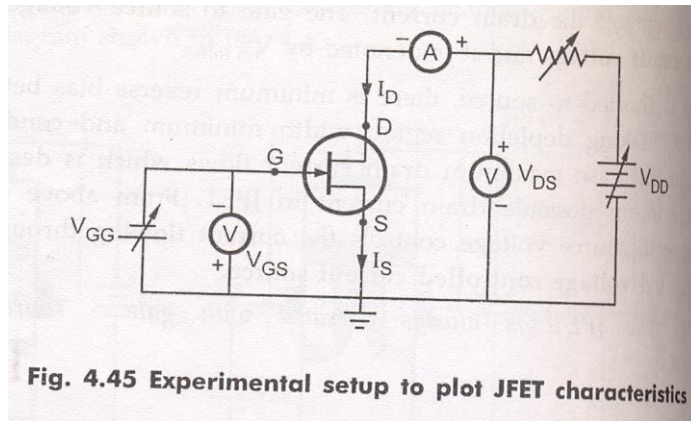 A
I_D
D
G
V
V_DS
V_DD
V_GG
V
V_GS
S
I_S
Fig. 4.45 Experimental setup to plot JFET characteristics